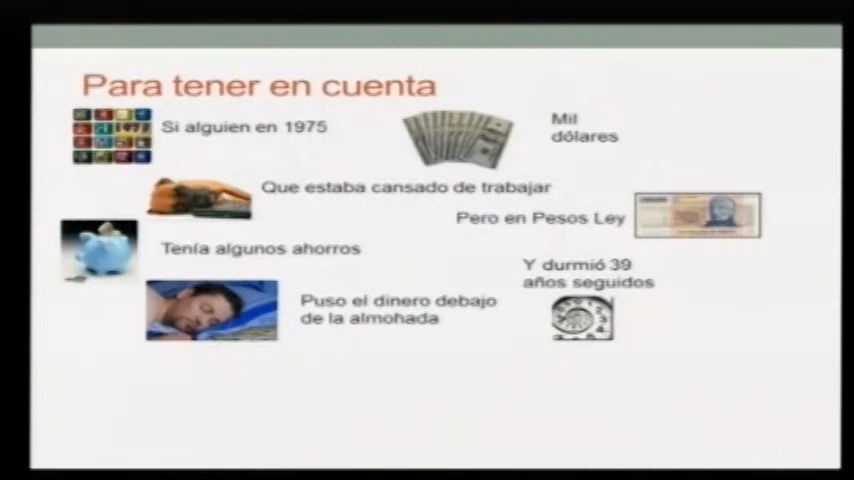 Para tener en cuenta
Si alguien en 1975
Mil
dólares
Que estaba cansado de trabajar
Pero en Pesos Ley
Tenía algunos ahorros
Y durmió 39
años seguidos
Puso el dinero debajo
de la almohada